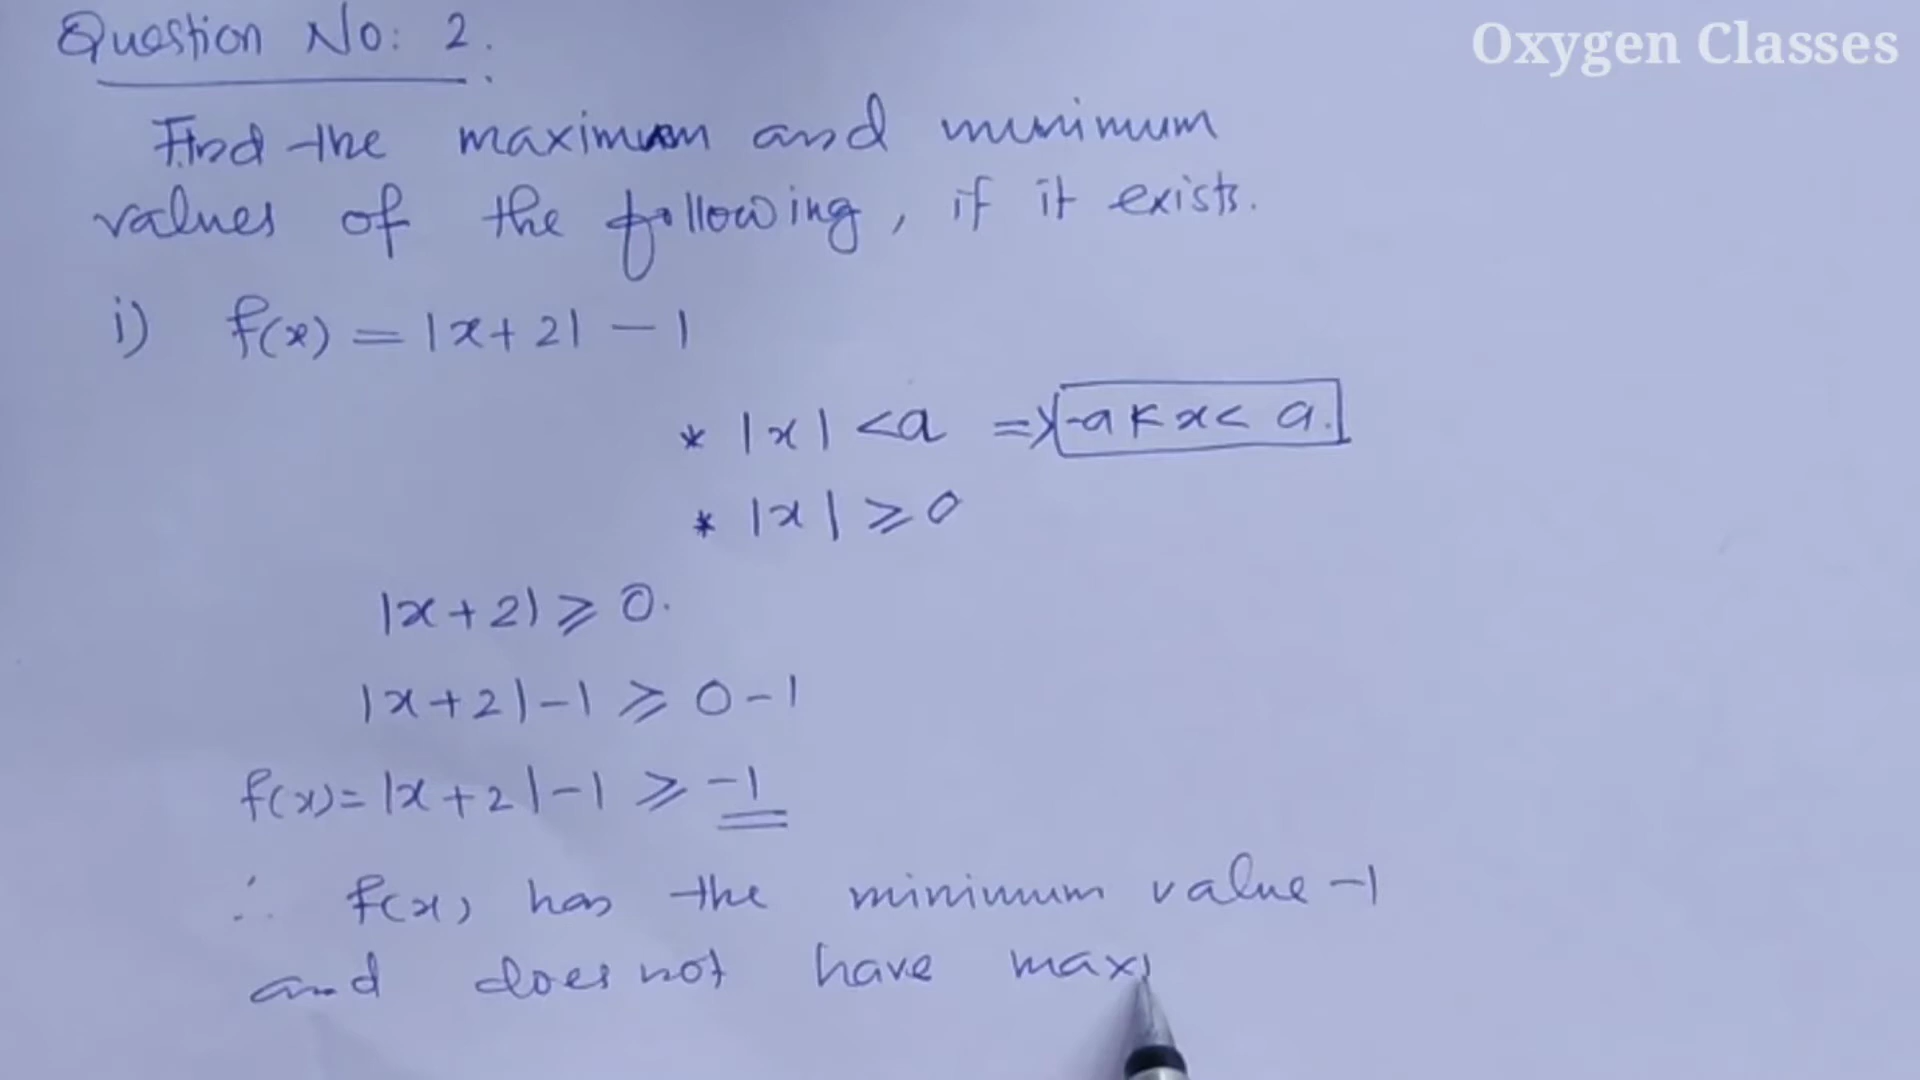 Question No: 2.
Oxygen Classes
Find the maximum and minimum
values of the following, if it exists.
i) f(x) = |x+2| - 1
* |x| < a => -a < x < a.
* |x| ≥ 0
|x+2| ≥ 0.
|x+2|-1 ≥ 0-1
f(x)= |x+2|-1 ≥ -1
∴ f(x) has the minimum value -1
and does not have maxi